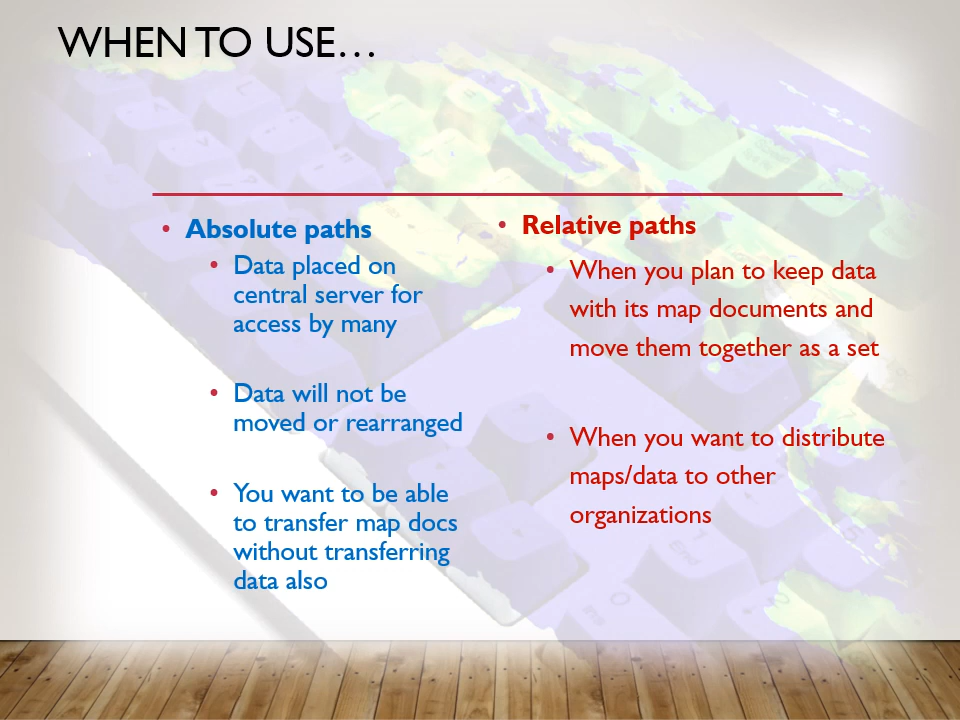 WHEN TO USE…
• Absolute paths
• Data placed on
central server for
access by many
• Data will not be
moved or rearranged
• You want to be able
to transfer map docs
without transferring
data also
• Relative paths
• When you plan to keep data
with its map documents and
move them together as a set
• When you want to distribute
maps/data to other
organizations